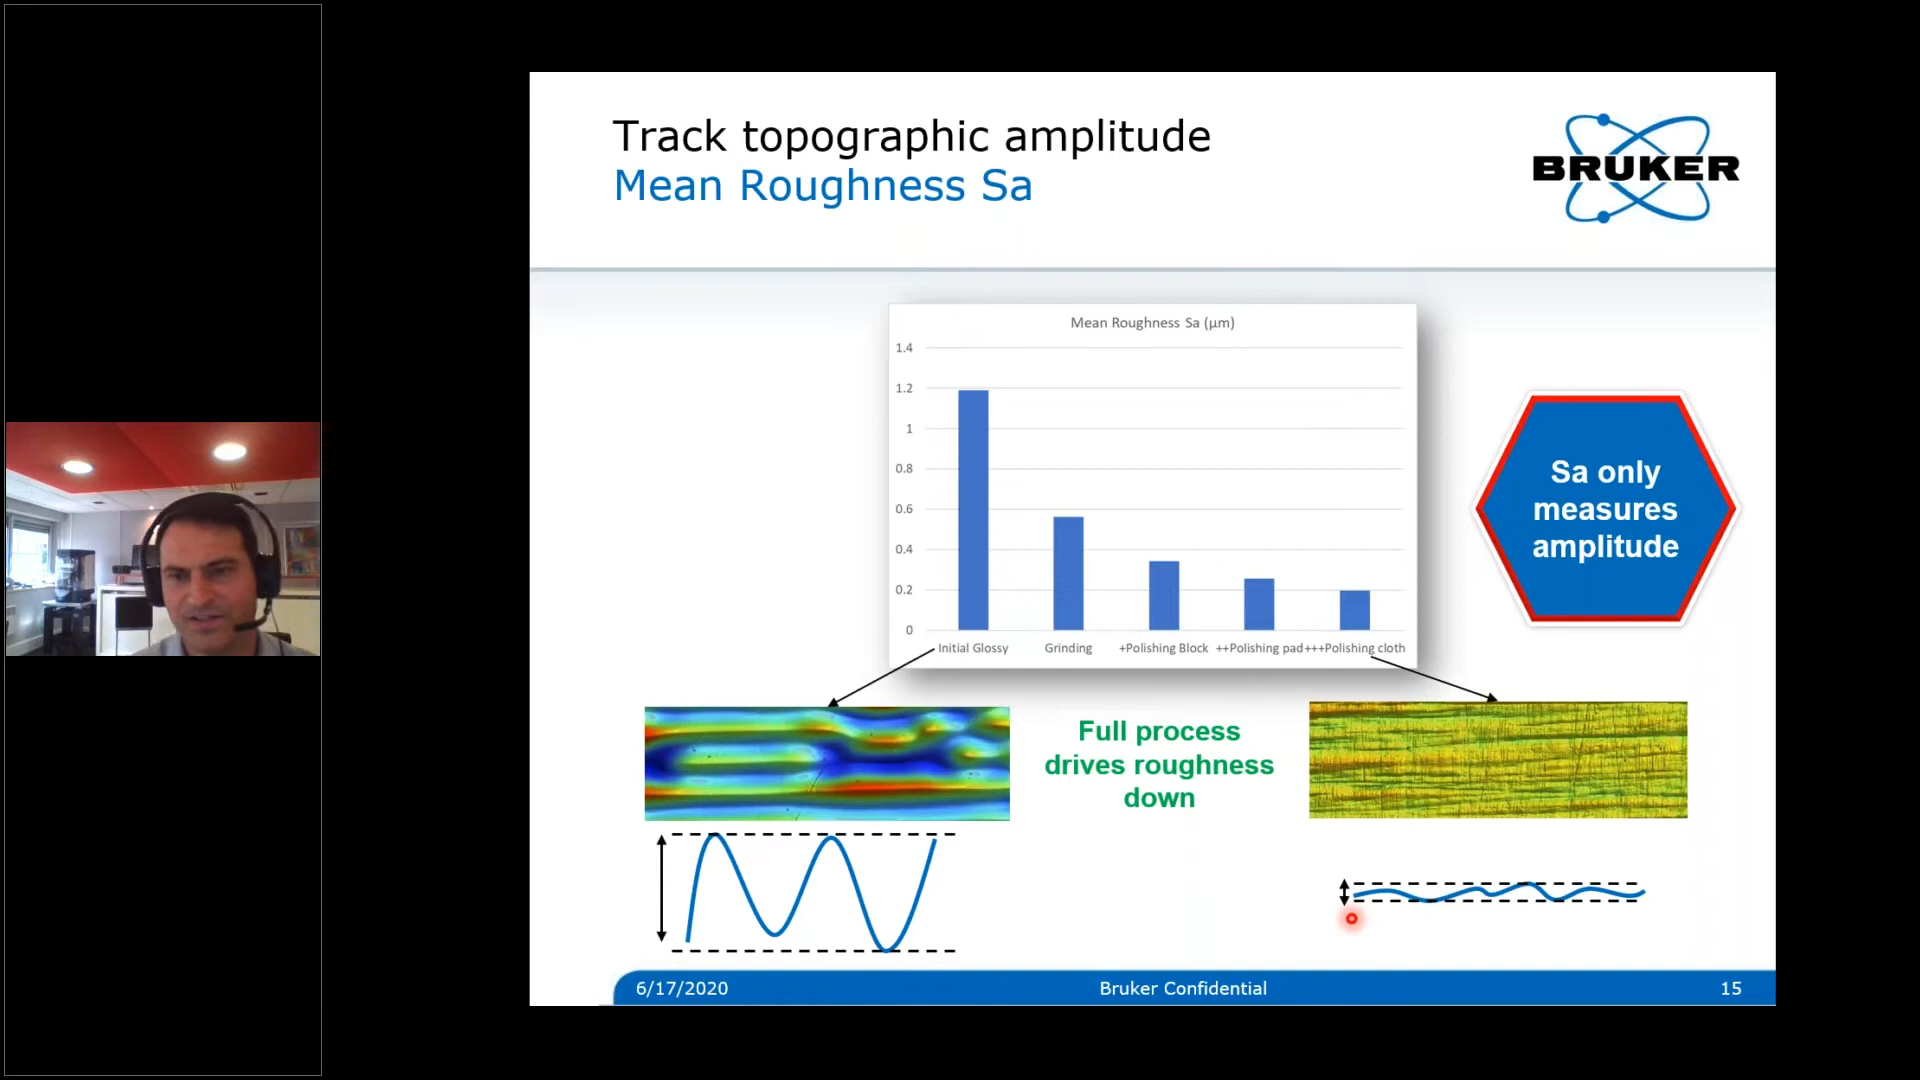 Track topographic amplitude
Mean Roughness Sa
BRUKER
Mean Roughness Sa (µm)
1.4
1.2
1
0.8
0.6
0.4
0.2
0
Initial Glossy
Grinding
+Polishing Block
++Polishing pad
+++Polishing cloth
Sa only
measures
amplitude
Full process
drives roughness
down
6/17/2020
Bruker Confidential
15